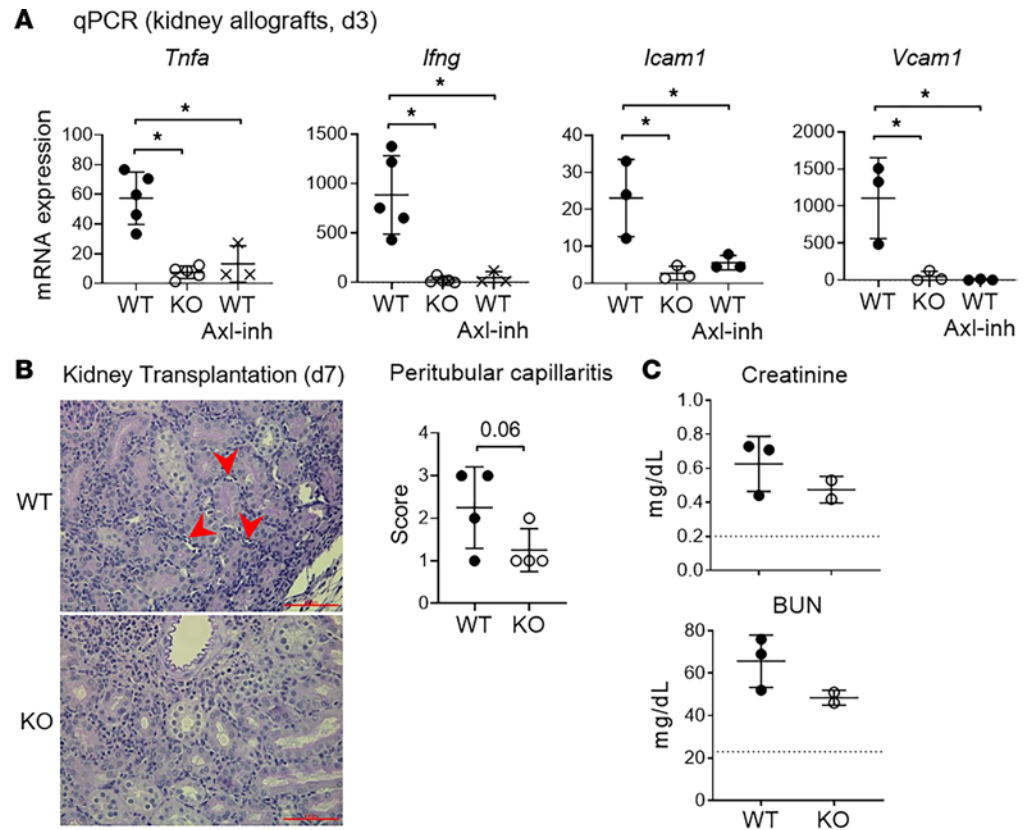 A qPCR (kidney allografts, d3)
Tnfa Ifng Icam1 Vcam1
mRNA expression
100
80
60
40
20
0
WT KO WT
Axl-inh
1500
1000
500
0
WT KO WT
Axl-inh
40
30
20
10
0
WT KO WT
2000
1500
1000
500
0
WT KO WT
Axl-inh
* * * * * * * *
B Kidney Transplantation (d7)
WT
KO
Peritubular capillaritis
0.06
Score
4
3
2
1
0
WT KO
C Creatinine
mg/dL
1.0
0.8
0.6
0.4
0.2
0.0
BUN
mg/dL
80
60
40
20
0
WT KO